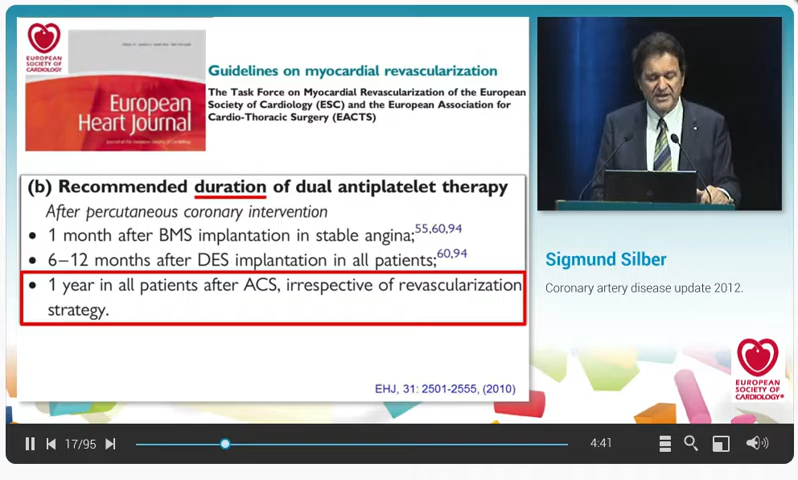 EUROPEAN
SOCIETY OF
CARDIOLOGY
European
Heart Journal
Guidelines on myocardial revascularization
The Task Force on Myocardial Revascularization of the European
Society of Cardiology (ESC) and the European Association for
Cardio-Thoracic Surgery (EACTS)
(b) Recommended duration of dual antiplatelet therapy
After percutaneous coronary intervention
• 1 month after BMS implantation in stable angina;55,60,94
• 6–12 months after DES implantation in all patients;60,94
• 1 year in all patients after ACS, irrespective of revascularization
strategy.
EHJ, 31: 2501-2555, (2010)
Sigmund Silber
Coronary artery disease update 2012.
EUROPEAN
SOCIETY OF
CARDIOLOGY®
17/95
4:41